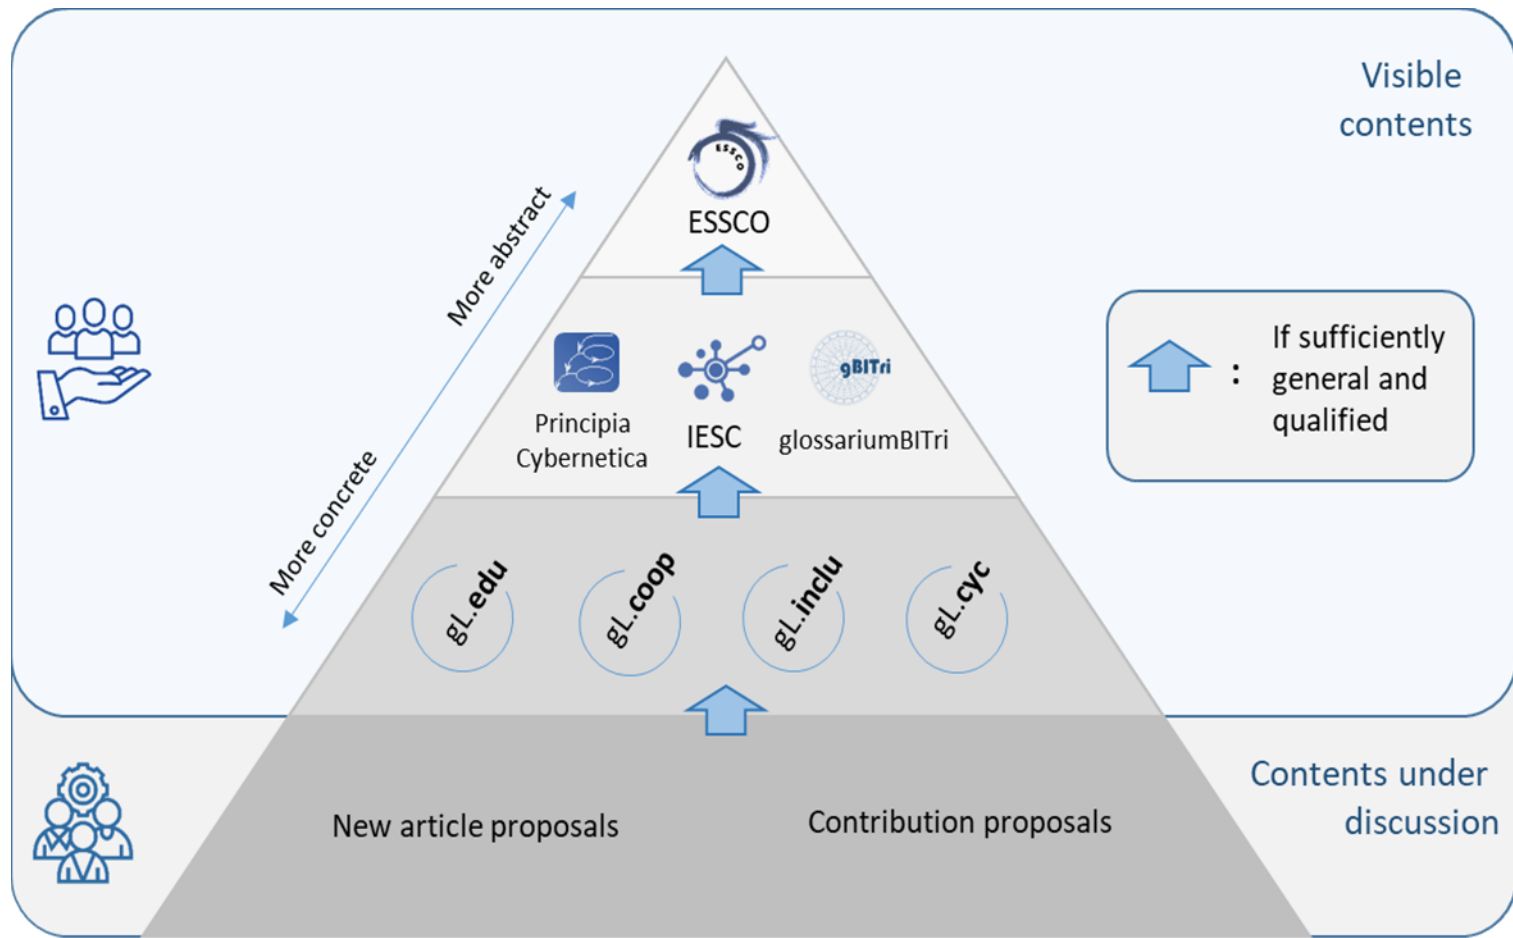 Visible
contents
ESSCO
ESSCO
More abstract
More concrete
If sufficiently
general and
qualified
:
gBITri
Principia
Cybernetica
IESC
glossariumBITri
gL.edu
gL.coop
gL.inclu
gL.cyc
New article proposals
Contribution proposals
Contents under
discussion